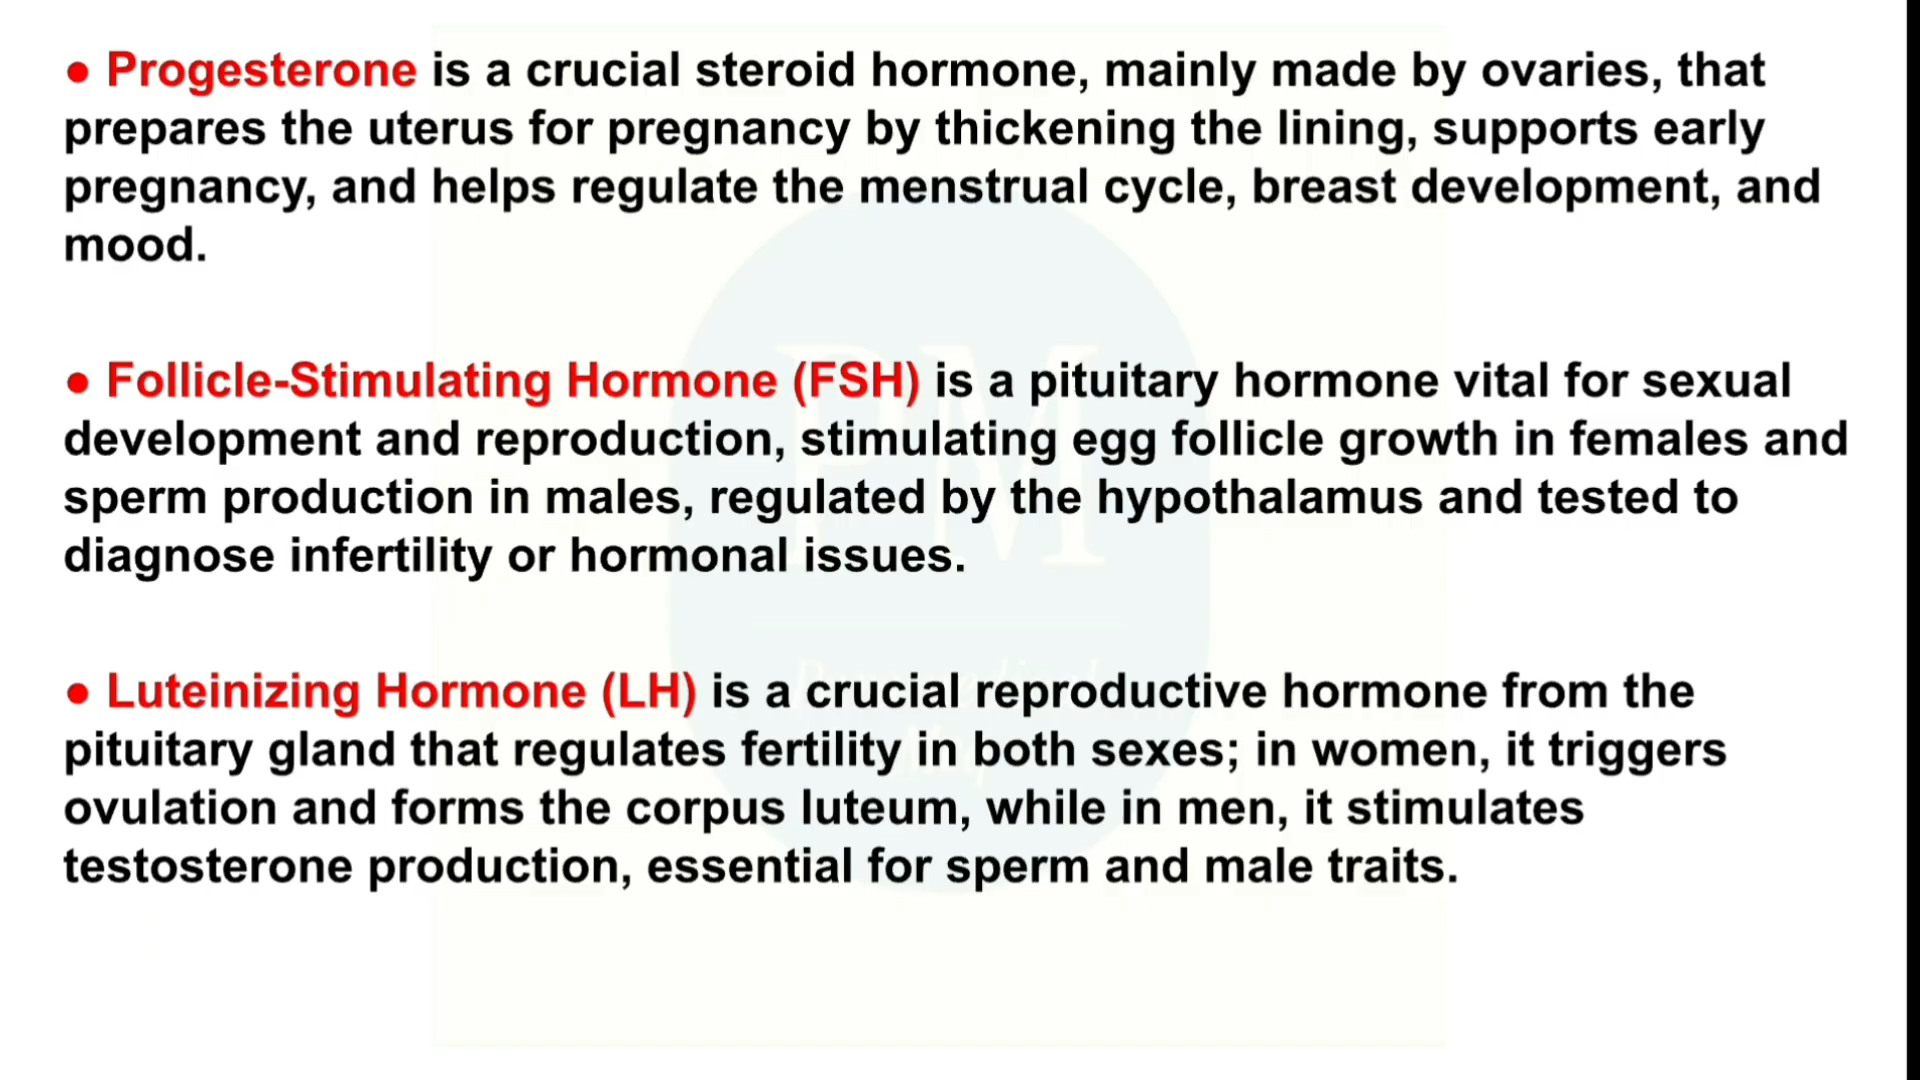 ● Progesterone is a crucial steroid hormone, mainly made by ovaries, that
prepares the uterus for pregnancy by thickening the lining, supports early
pregnancy, and helps regulate the menstrual cycle, breast development, and
mood.
● Follicle-Stimulating Hormone (FSH) is a pituitary hormone vital for sexual
development and reproduction, stimulating egg follicle growth in females and
sperm production in males, regulated by the hypothalamus and tested to
diagnose infertility or hormonal issues.
● Luteinizing Hormone (LH) is a crucial reproductive hormone from the
pituitary gland that regulates fertility in both sexes; in women, it triggers
ovulation and forms the corpus luteum, while in men, it stimulates
testosterone production, essential for sperm and male traits.
PM